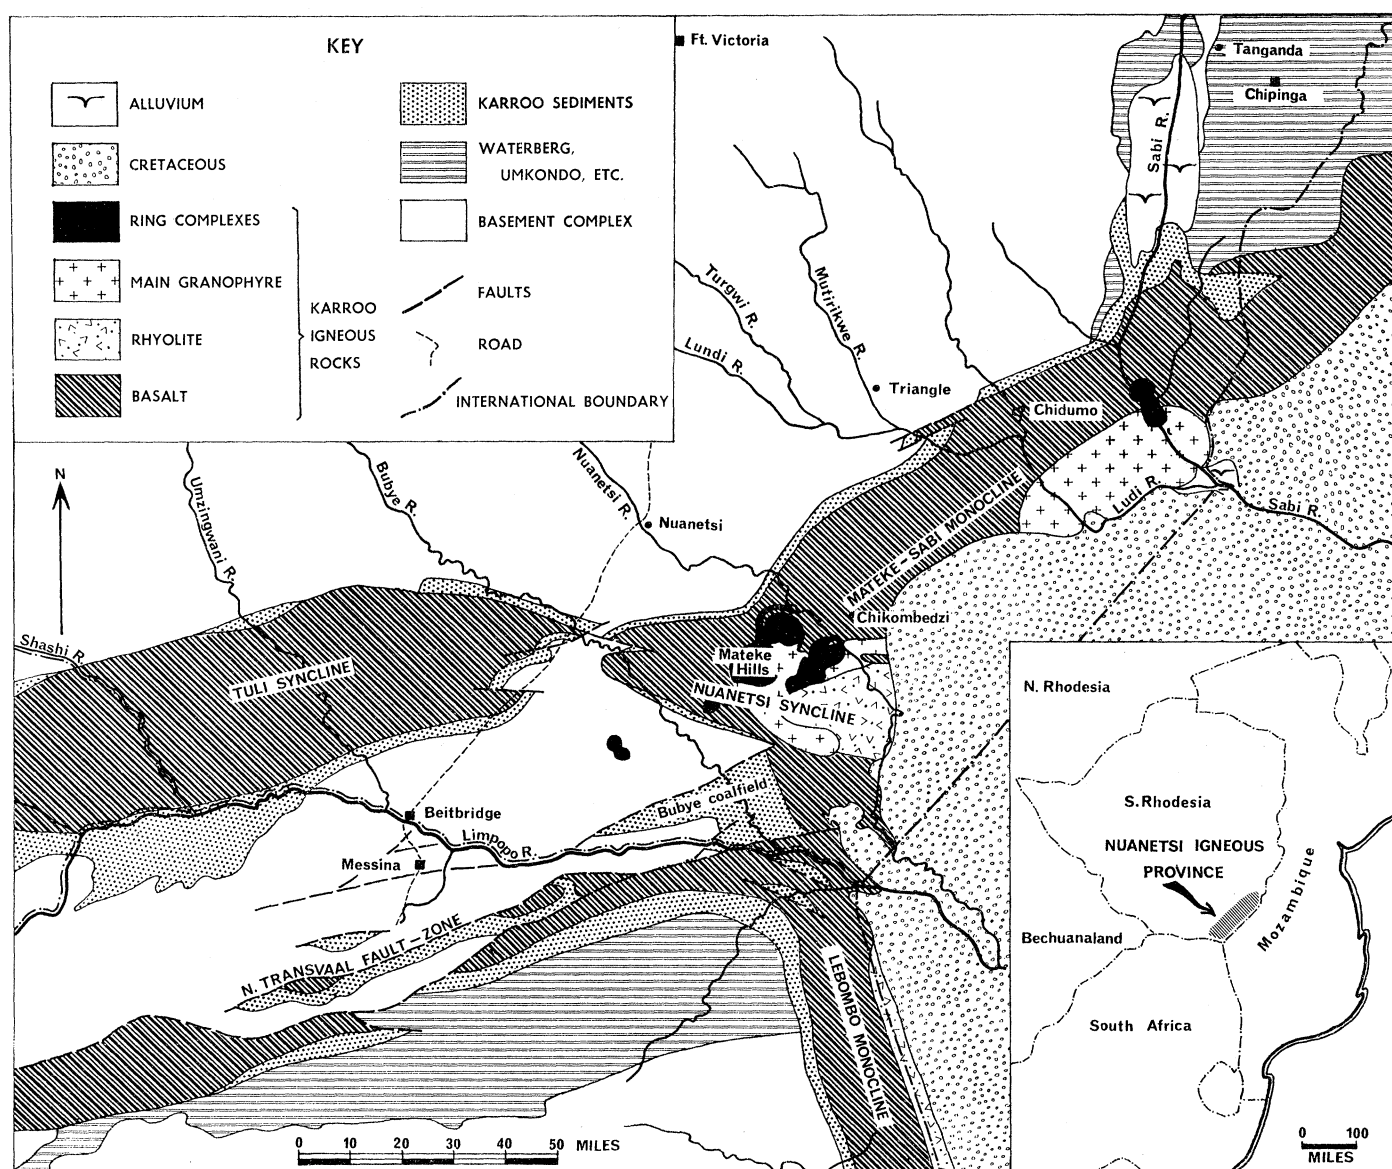 KEY
ALLUVIUM
CRETACEOUS
RING COMPLEXES
MAIN GRANOPHYRE
RHYOLITE
BASALT
KARROO
IGNEOUS
ROCKS
KARROO SEDIMENTS
WATERBERG,
UMKONDO, ETC.
BASEMENT COMPLEX
FAULTS
ROAD
INTERNATIONAL BOUNDARY
Ft. Victoria
Tanganda
Chipinga
Sabi R.
Turgwi R.
Mutirikwe R.
Lundi R.
Triangle
Chidumo
N
Umzingwani R.
Bubye R.
Nuanetsi R.
Nuanetsi
MATEKE-SABI MONOCLINE
Ludi R.
Sabi R.
Chikombedzi
Shashi R.
TULI SYNCLINE
Mateke
Hills
NUANETSI SYNCLINE
Bubye coalfield
Beitbridge
Limpopo R.
Messina
N. TRANSVAAL FAULT-ZONE
LEBOMBO MONOCLINE
0 10 20 30 40 50 MILES
N. Rhodesia
S. Rhodesia
NUANETSI IGNEOUS
PROVINCE
Mozambique
Bechuanaland
South Africa
0 100
MILES